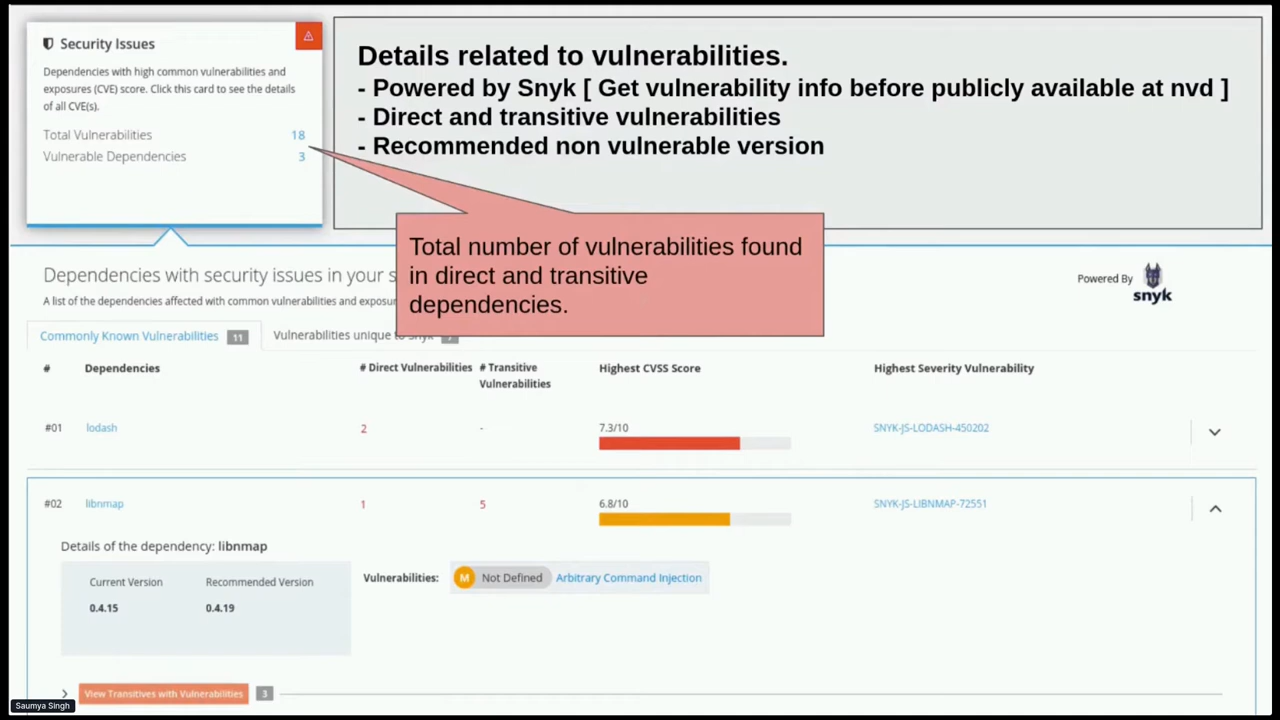 Security Issues
Dependencies with high common vulnerabilities and
exposures (CVE) score. Click this card to see the details
of all CVE(s).
Total Vulnerabilities 18
Vulnerable Dependencies 3
Details related to vulnerabilities.
- Powered by Snyk [ Get vulnerability info before publicly available at nvd ]
- Direct and transitive vulnerabilities
- Recommended non vulnerable version
Total number of vulnerabilities found
in direct and transitive
dependencies.
Dependencies with security issues in your s
A list of the dependencies affected with common vulnerabilities and exposur
Powered By
snyk
Commonly Known Vulnerabilities 11
Vulnerabilities unique to
# Dependencies # Direct Vulnerabilities # Transitive Vulnerabilities Highest CVSS Score Highest Severity Vulnerability
#01 lodash 2 - 7.3/10 SNYK-JS-LODASH-450202
#02 libnmap 1 5 6.8/10 SNYK-JS-LIBNMAP-72551
Details of the dependency: libnmap
Current Version Recommended Version
0.4.15 0.4.19
Vulnerabilities: M Not Defined Arbitrary Command Injection
View Transitives with Vulnerabilities 3
Saumya Singh